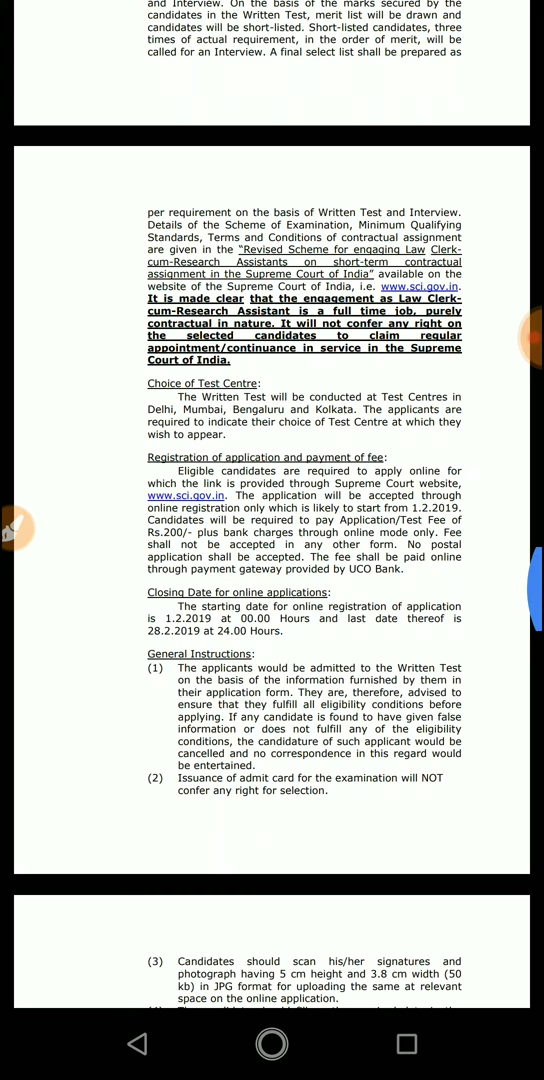 and Interview. On the basis of the marks secured by the
candidates in the Written Test, merit list will be drawn and
candidates will be short-listed. Short-listed candidates, three
times of actual requirement, in the order of merit, will be
called for an Interview. A final select list shall be prepared as
per requirement on the basis of Written Test and Interview.
Details of the Scheme of Examination, Minimum Qualifying
Standards, Terms and Conditions of contractual assignment
are given in the “Revised Scheme for engaging Law Clerk-
cum-Research Assistants on short-term contractual
assignment in the Supreme Court of India” available on the
website of the Supreme Court of India, i.e. www.sci.gov.in.
It is made clear that the engagement as Law Clerk-
cum-Research Assistant is a full time job, purely
contractual in nature. It will not confer any right on
the selected candidates to claim regular
appointment/continuance in service in the Supreme
Court of India.
Choice of Test Centre:
The Written Test will be conducted at Test Centres in
Delhi, Mumbai, Bengaluru and Kolkata. The applicants are
required to indicate their choice of Test Centre at which they
wish to appear.
Registration of application and payment of fee:
Eligible candidates are required to apply online for
which the link is provided through Supreme Court website,
www.sci.gov.in. The application will be accepted through
online registration only which is likely to start from 1.2.2019.
Candidates will be required to pay Application/Test Fee of
Rs.200/- plus bank charges through online mode only. Fee
shall not be accepted in any other form. No postal
application shall be accepted. The fee shall be paid online
through payment gateway provided by UCO Bank.
Closing Date for online applications:
The starting date for online registration of application
is 1.2.2019 at 00.00 Hours and last date thereof is
28.2.2019 at 24.00 Hours.
General Instructions:
(1) The applicants would be admitted to the Written Test
on the basis of the information furnished by them in
their application form. They are, therefore, advised to
ensure that they fulfill all eligibility conditions before
applying. If any candidate is found to have given false
information or does not fulfill any of the eligibility
conditions, the candidature of such applicant would be
cancelled and no correspondence in this regard would
be entertained.
(2) Issuance of admit card for the examination will NOT
confer any right for selection.
(3) Candidates should scan his/her signatures and
photograph having 5 cm height and 3.8 cm width (50
kb) in JPG format for uploading the same at relevant
space on the online application.